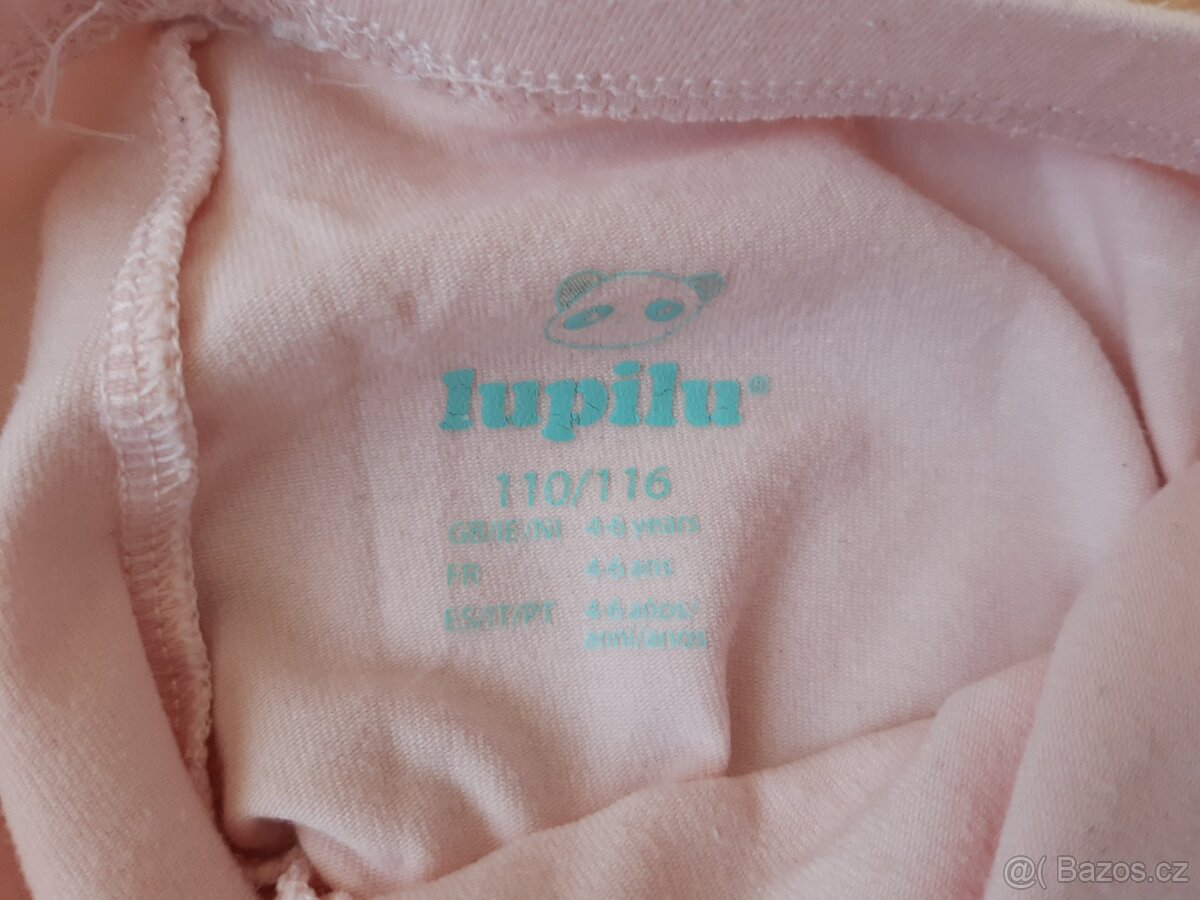 lupilu®
110/116
GB/IE/NI 4-6 years
FR 4-6 ans
ES/IT/PT 4-6 años/
anni/anos
@( Bazos.cz